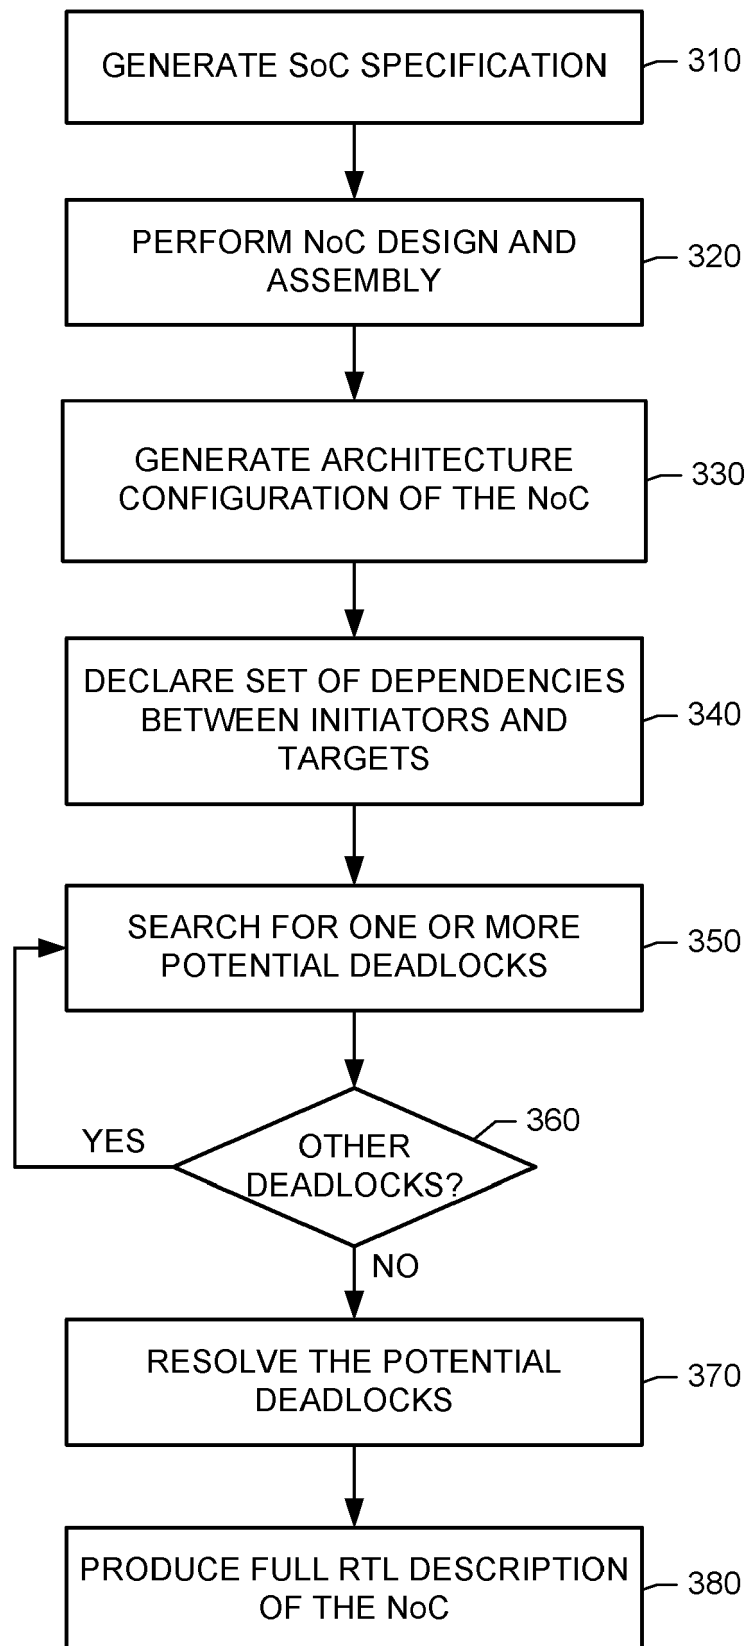 GENERATE SoC SPECIFICATION
310
PERFORM NoC DESIGN AND
ASSEMBLY
320
GENERATE ARCHITECTURE
CONFIGURATION OF THE NoC
330
DECLARE SET OF DEPENDENCIES
BETWEEN INITIATORS AND
TARGETS
340
SEARCH FOR ONE OR MORE
POTENTIAL DEADLOCKS
350
OTHER
DEADLOCKS?
360
YES
NO
RESOLVE THE POTENTIAL
DEADLOCKS
370
PRODUCE FULL RTL DESCRIPTION
OF THE NoC
380